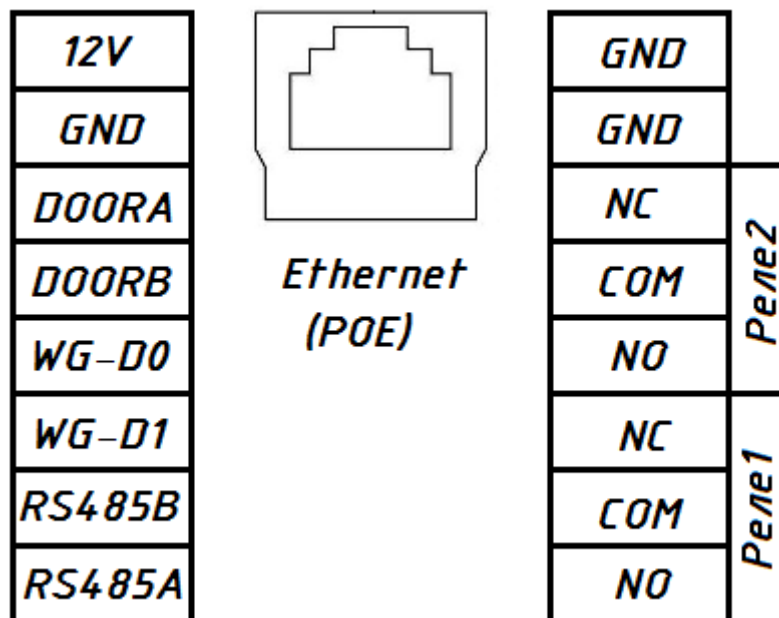 12V
GND
DOORA
DOORB
WG-D0
WG-D1
RS485B
RS485A
Ethernet
(POE)
GND
GND
NC
COM
NO
NC
COM
NO
Реле2
Реле1